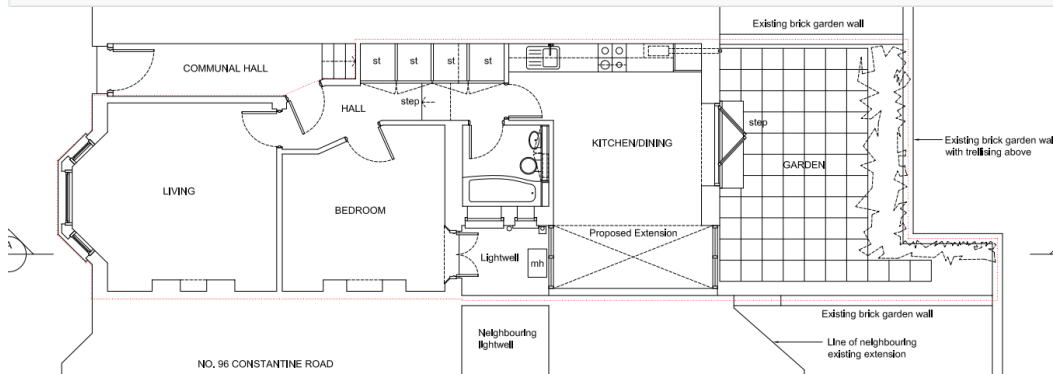 Existing brick garden wall
COMMUNAL HALL
st
st
st
st
HALL
step
step
KITCHEN/DINING
GARDEN
Existing brick garden wall
with trellising above
LIVING
BEDROOM
Proposed Extension
Lightwell
mh
A
Existing brick garden wall
Neighbouring
lightwell
Line of neighbouring
existing extension
NO. 96 CONSTANTINE ROAD